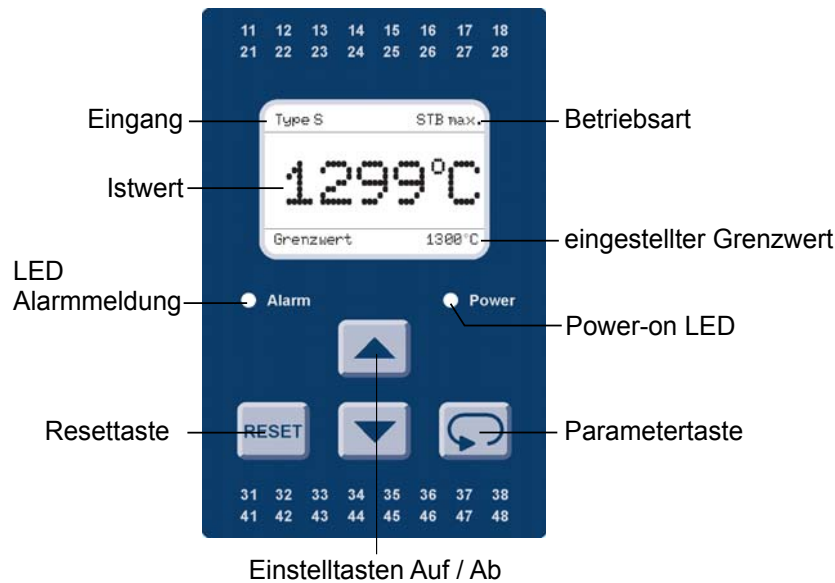 11 12 13 14 15 16 17 18
21 22 23 24 25 26 27 28
Eingang
Type S
STB max.
Betriebsart
Istwert
1299°C
Grenzwert
1300°C
eingestellter Grenzwert
LED
Alarmmeldung
Alarm
Power
Power-on LED
Resettaste
RESET
Parametertaste
31 32 33 34 35 36 37 38
41 42 43 44 45 46 47 48
Einstelltasten Auf / Ab